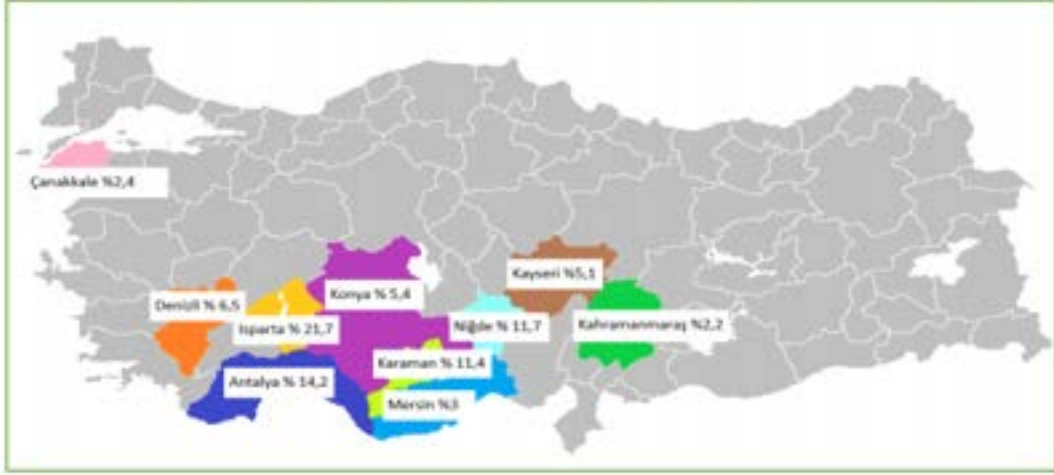 Çanakkale %2,4
Kayseri %5,1
Konya % 5,4
Denizli % 6,5
Isparta % 21,7
Niğde % 11,7
Kahramanmaraş %2,2
Karaman % 11,4
Antalya % 14,2
Mersin %3